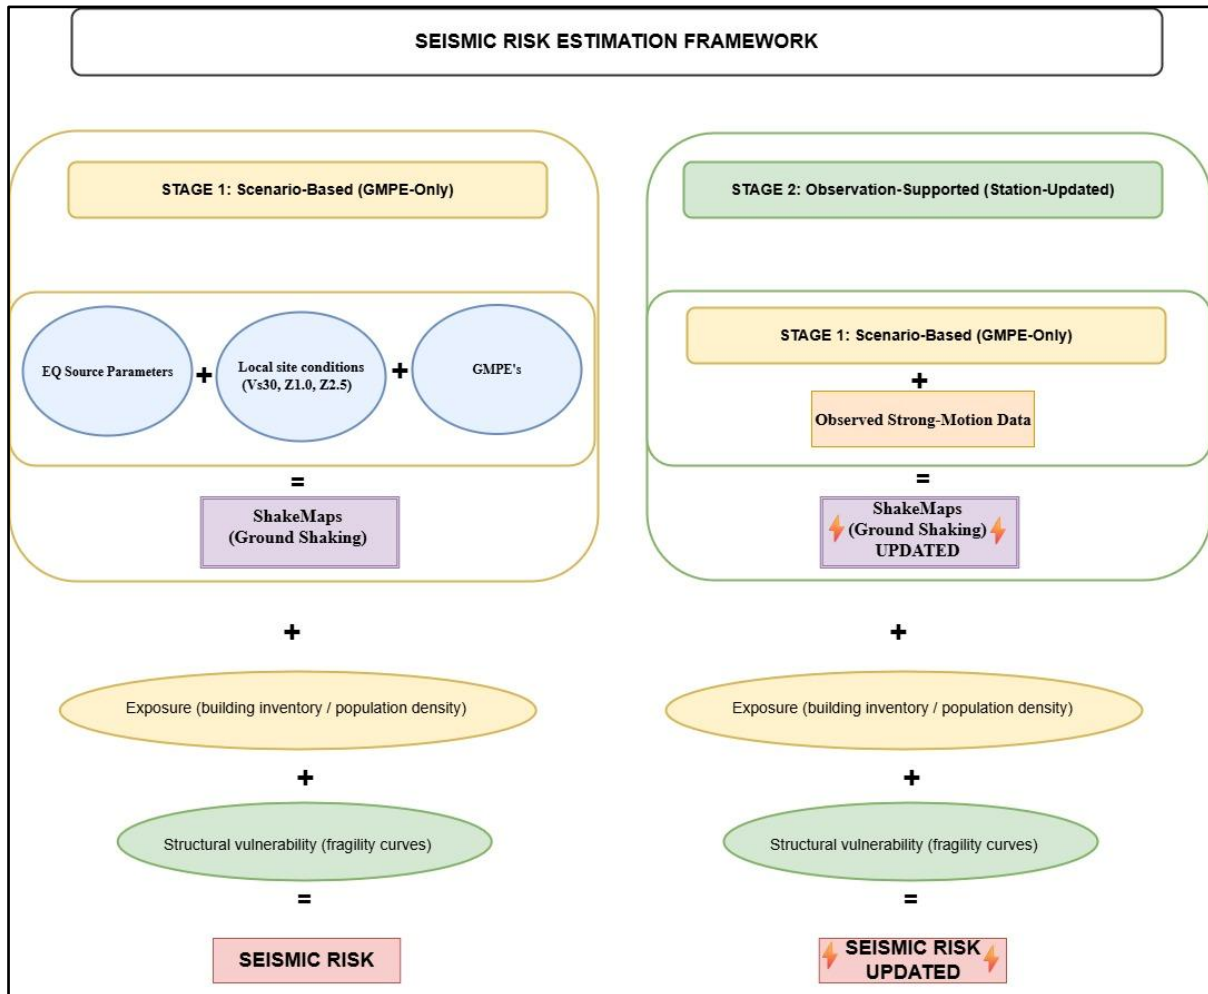 SEISMIC RISK ESTIMATION FRAMEWORK
STAGE 1: Scenario-Based (GMPE-Only)
EQ Source Parameters
+
Local site conditions
(Vs30, Z1.0, Z2.5)
+
GMPE's
=
ShakeMaps
(Ground Shaking)
+
Exposure (building inventory / population density)
+
Structural vulnerability (fragility curves)
=
SEISMIC RISK
STAGE 2: Observation-Supported (Station-Updated)
STAGE 1: Scenario-Based (GMPE-Only)
+
Observed Strong-Motion Data
=
ShakeMaps
(Ground Shaking)
UPDATED
+
Exposure (building inventory / population density)
+
Structural vulnerability (fragility curves)
=
SEISMIC RISK
UPDATED